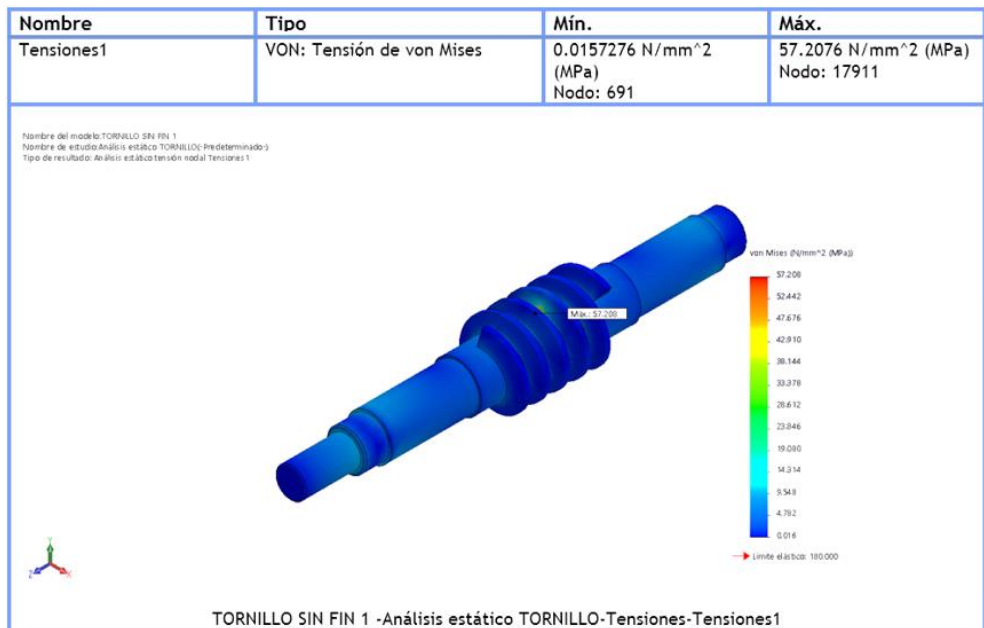 Nombre Tipo Mín. Máx.
Tensiones1 VON: Tensión de von Mises 0.0157276 N/mm^2 57.2076 N/mm^2 (MPa)
(MPa) Nodo: 17911
Nodo: 691
Nombre del modelo:TORNILLO SIN FIN 1
Nombre de estudio:Análisis estático TORNILLO(-Predeterminado-)
Tipo de resultado: Análisis estático tensión nodal Tensiones1
von Mises (N/mm^2 (MPa))
57.208
52.442
47.676
42.910
38.144
33.378
28.612
23.846
19.080
14.314
9.548
4.782
0.016
Límite elástico: 180.000
Máx.: 57.208
Y
Z X
TORNILLO SIN FIN 1 -Análisis estático TORNILLO-Tensiones-Tensiones1